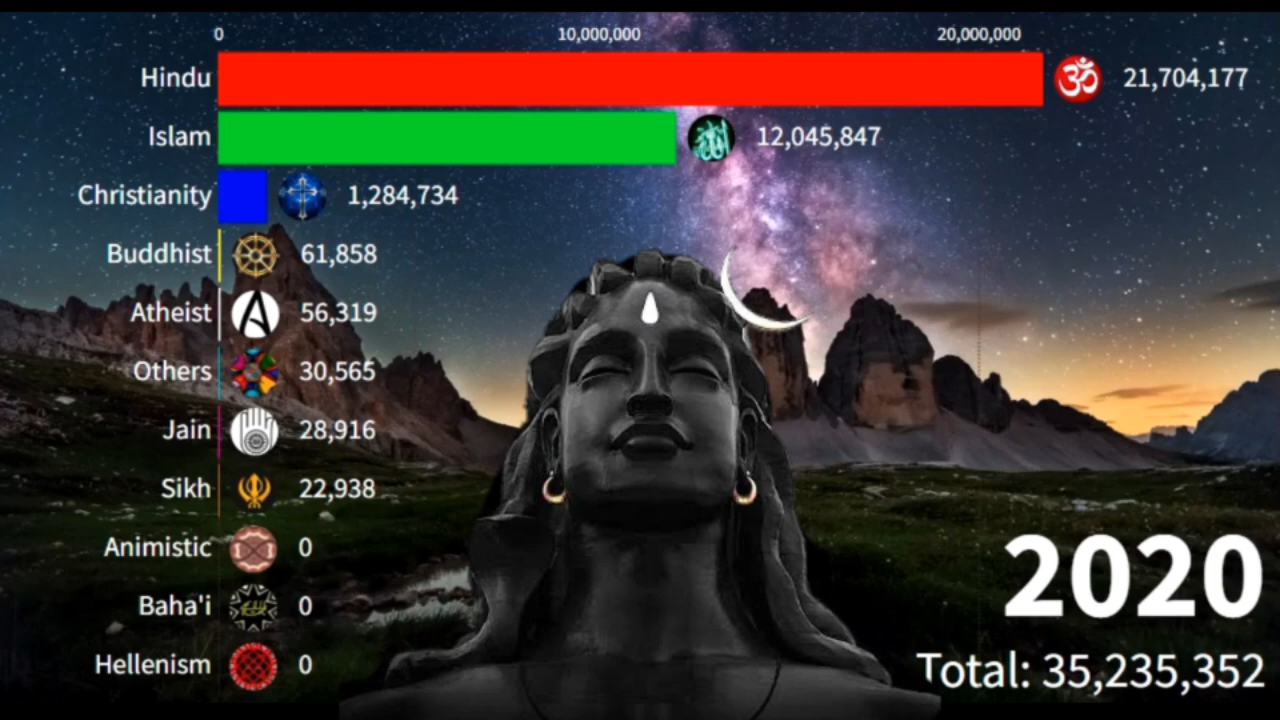 0 10,000,000 20,000,000
Hindu ॐ 21,704,177
Islam الله 12,045,847
Christianity 1,284,734
Buddhist 61,858
Atheist A 56,319
Others 30,565
Jain 28,916
Sikh 22,938
Animistic 0
Baha'i 0
Hellenism 0
2020
Total: 35,235,352